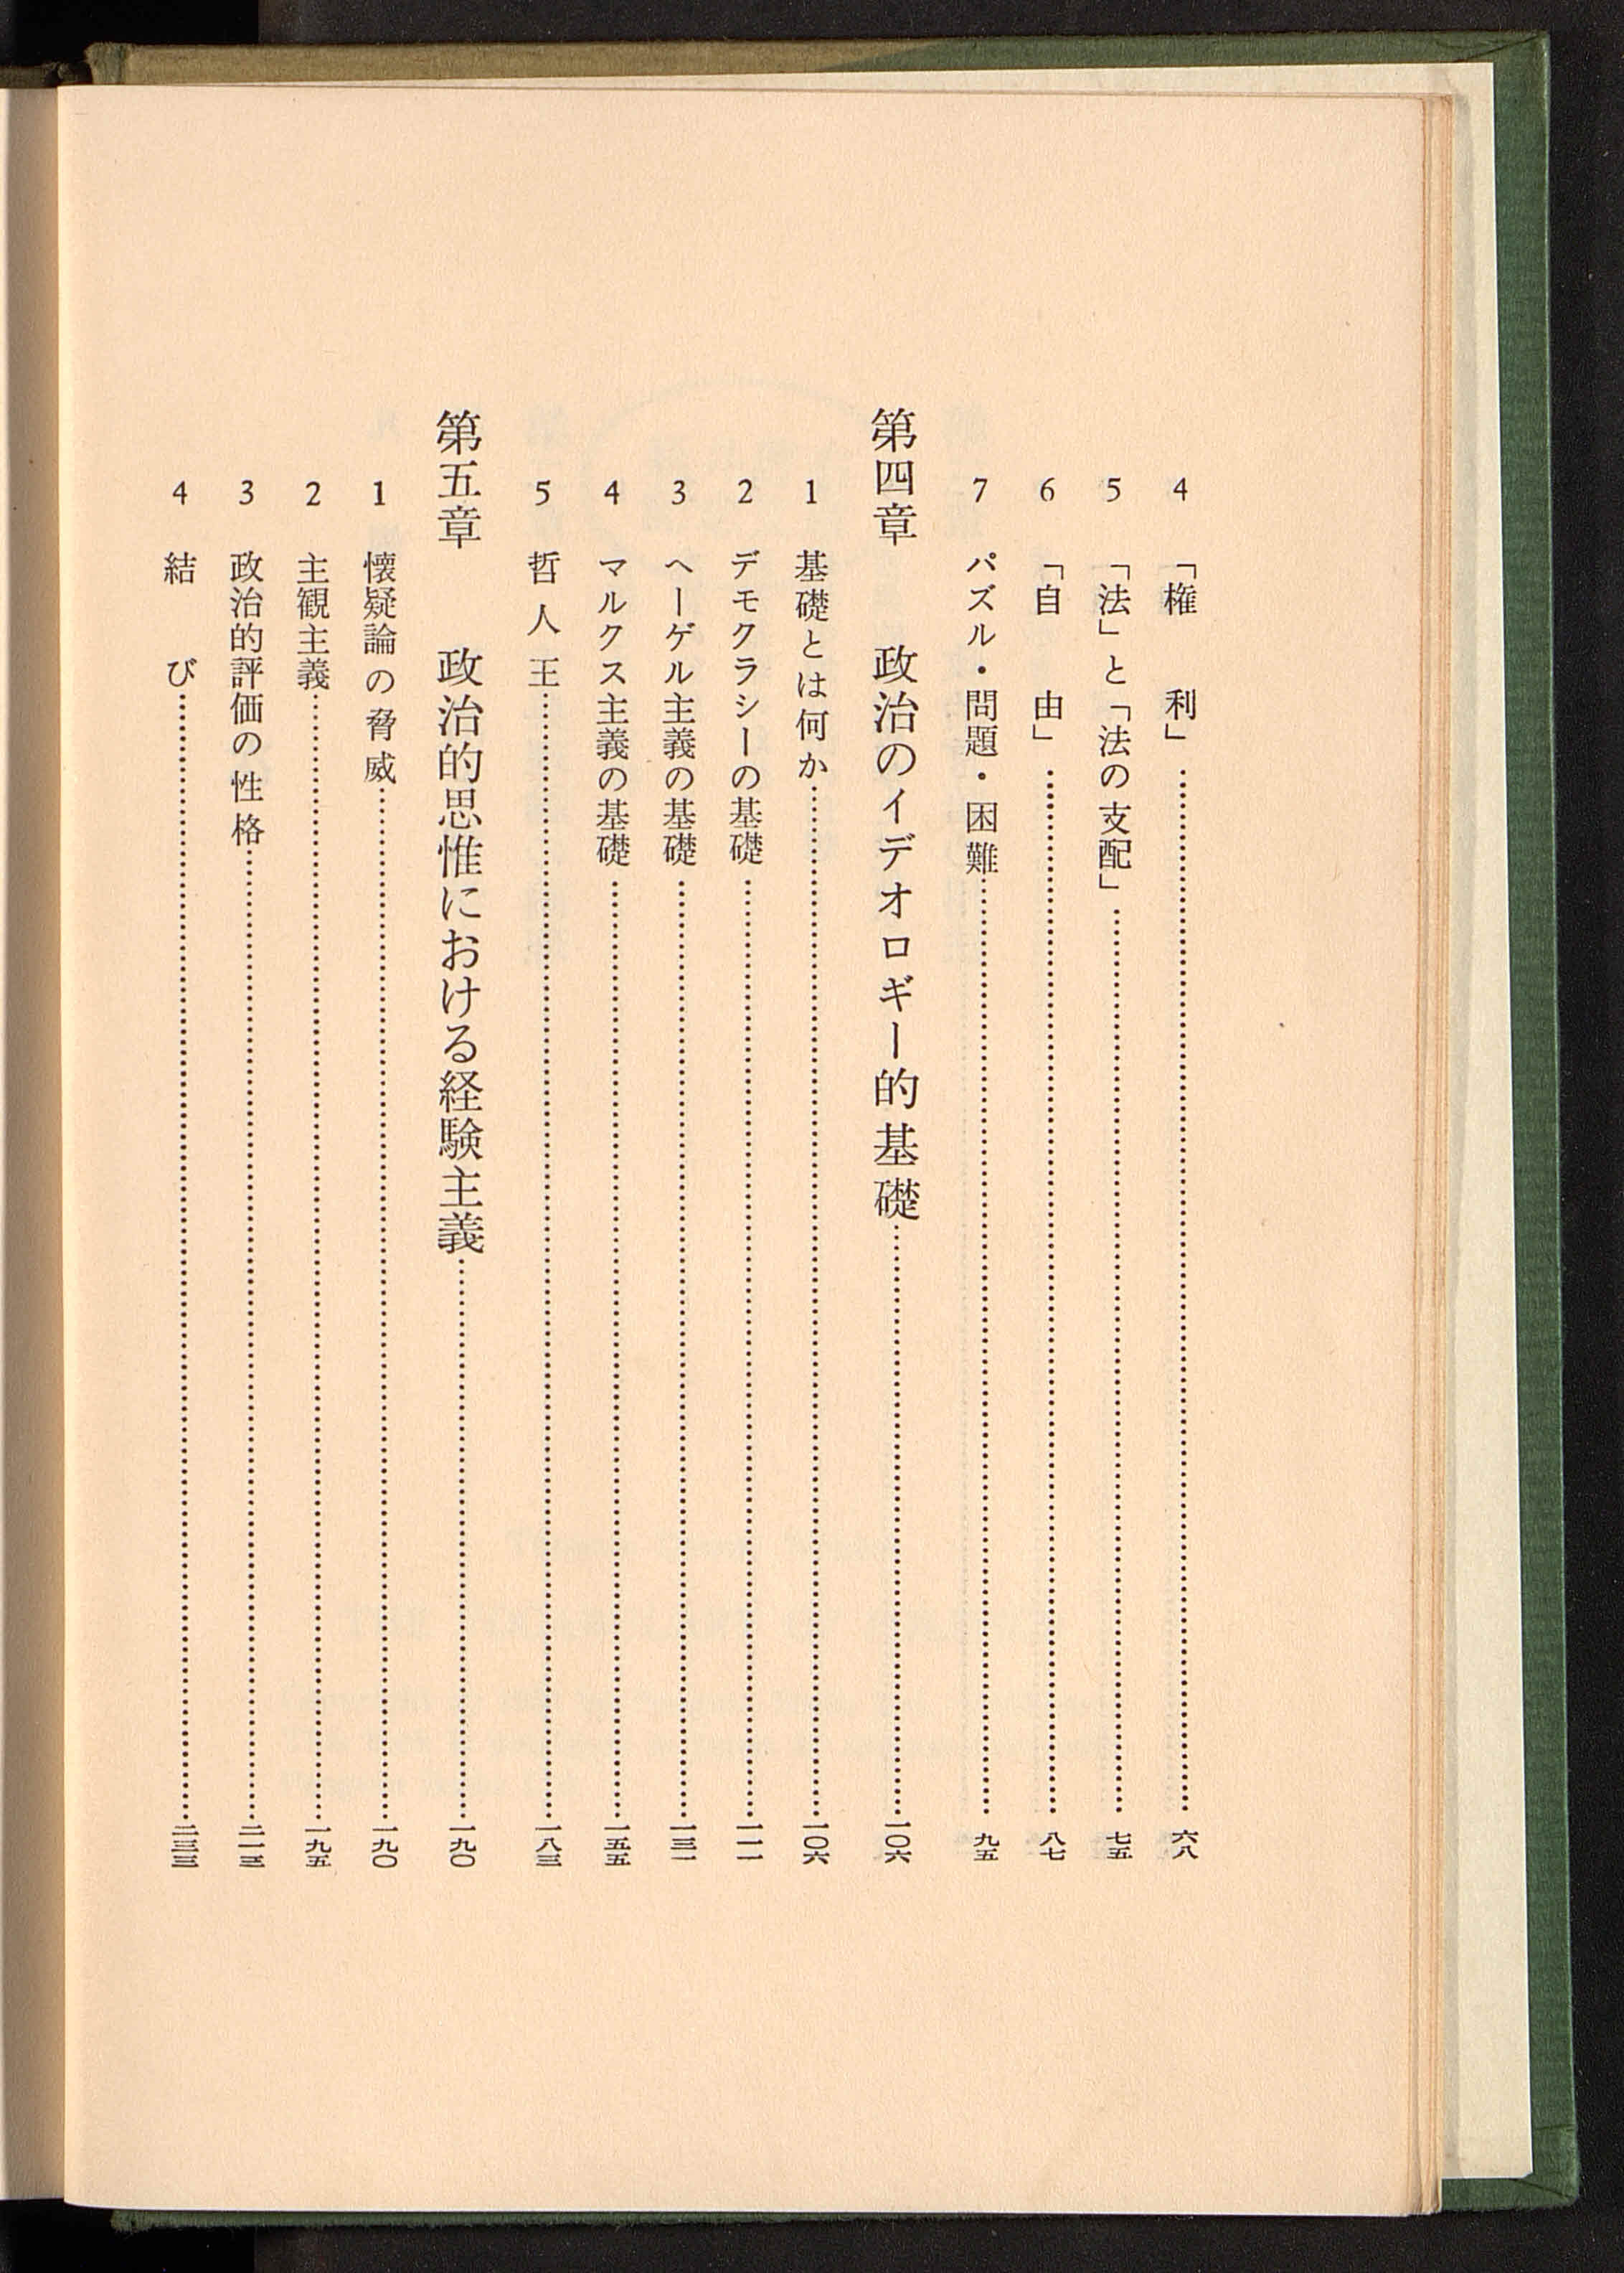 4 「権利」……六八
5 「法」と「法の支配」……七五
6 「自由」……八七
7 パズル・問題・困難……九五
第四章 政治のイデオロギー的基礎……一〇六
1 基礎とは何か……一〇六
2 デモクラシーの基礎……一一一
3 ヘーゲル主義の基礎……一三一
4 マルクス主義の基礎……一五五
5 哲人王……一八三
第五章 政治的思惟における経験主義……一九〇
1 懐疑論の脅威……一九〇
2 主観主義……一九五
3 政治的評価の性格……二一三
4 結び……二三三